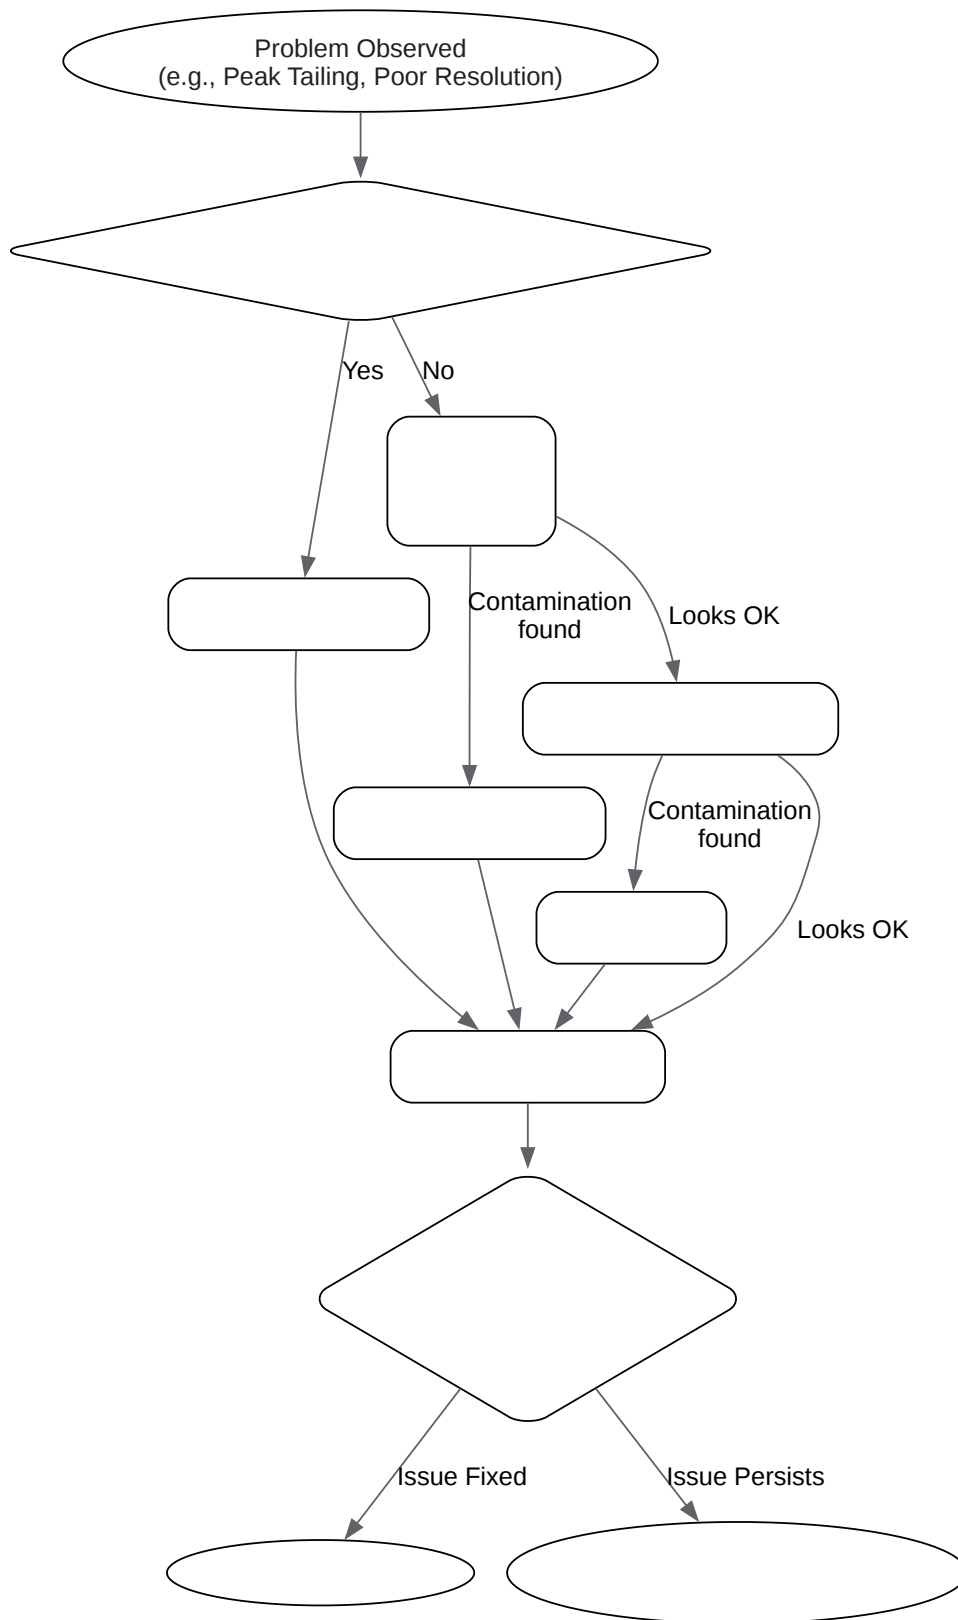 Problem Observed
(e.g., Peak Tailing, Poor Resolution)
Yes
No
Contamination
found
Looks OK
Contamination
found
Looks OK
Issue Fixed
Issue Persists